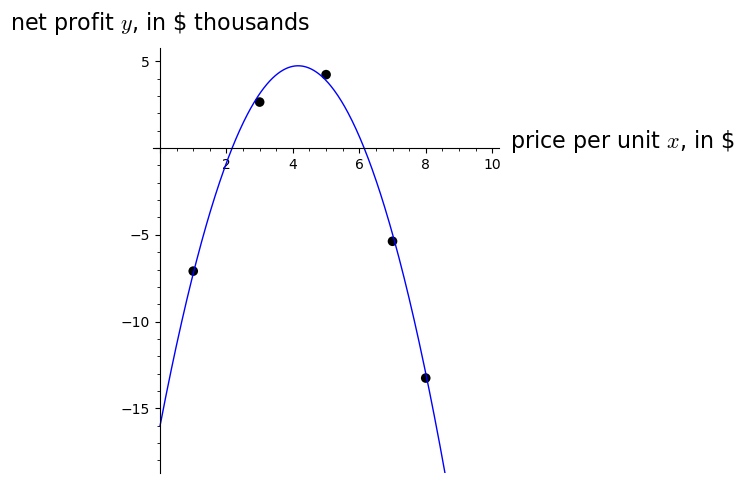 net profit y, in $ thousands
5
price per unit x, in $
2 4 6 8 10
−5
−10
−15